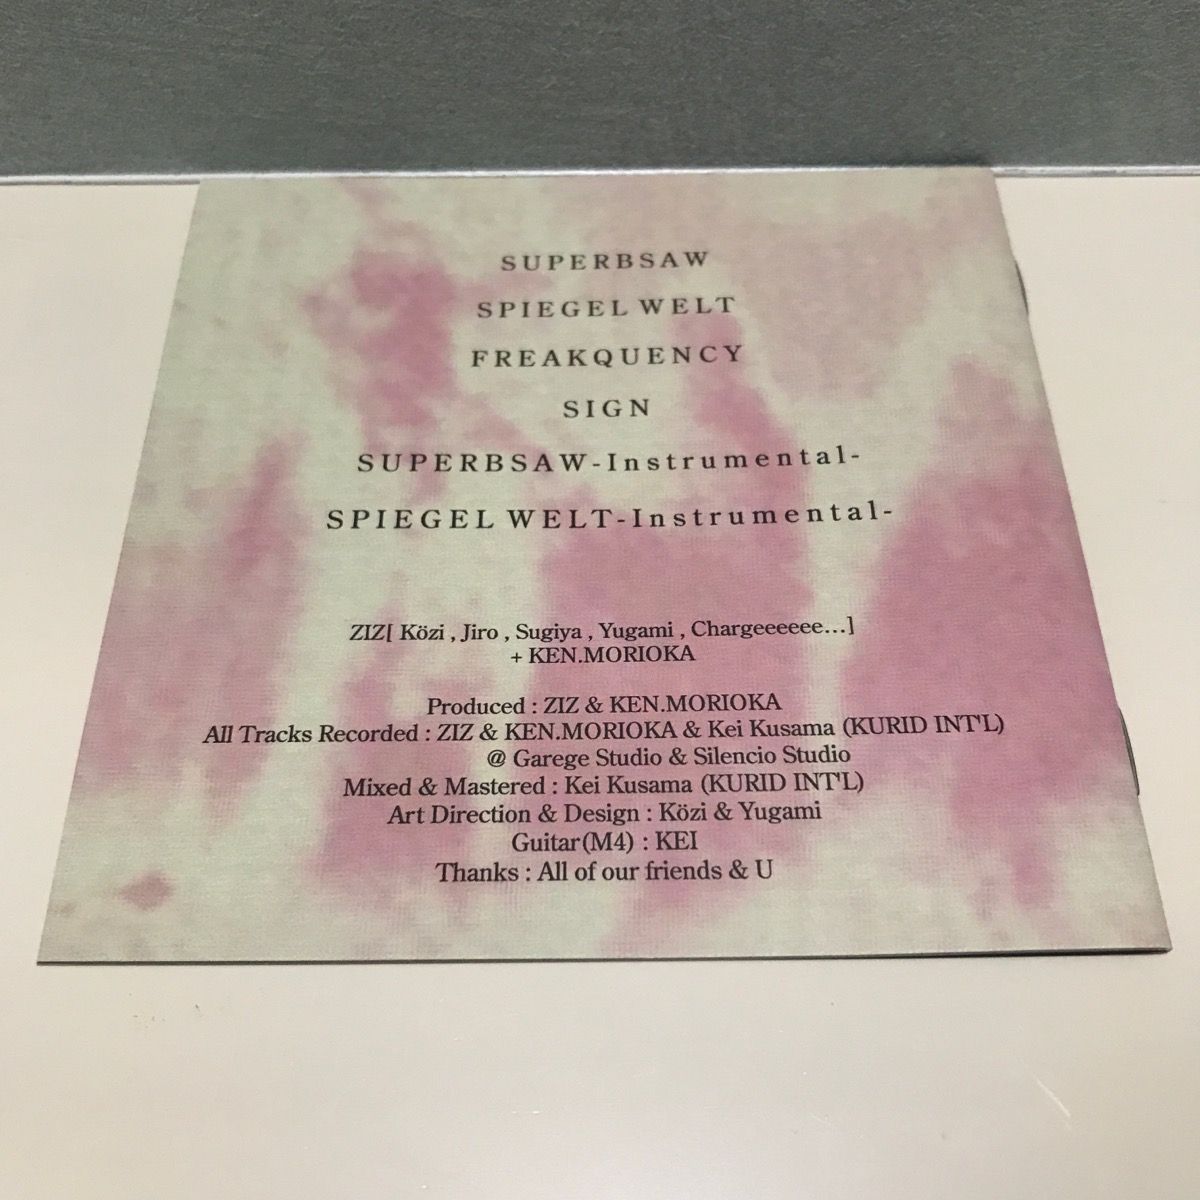 SUPERBSAW
SPIEGEL WELT
FREAKQUENCY
SIGN
SUPERBSAW-Instrumental-
SPIEGEL WELT-Instrumental-
ZIZ[ Közi , Jiro , Sugiya , Yugami , Chargeeeeee...]
+ KEN.MORIOKA
Produced : ZIZ & KEN.MORIOKA
All Tracks Recorded : ZIZ & KEN.MORIOKA & Kei Kusama (KURID INT'L)
@ Garege Studio & Silencio Studio
Mixed & Mastered : Kei Kusama (KURID INT'L)
Art Direction & Design : Közi & Yugami
Guitar(M4) : KEI
Thanks : All of our friends & U